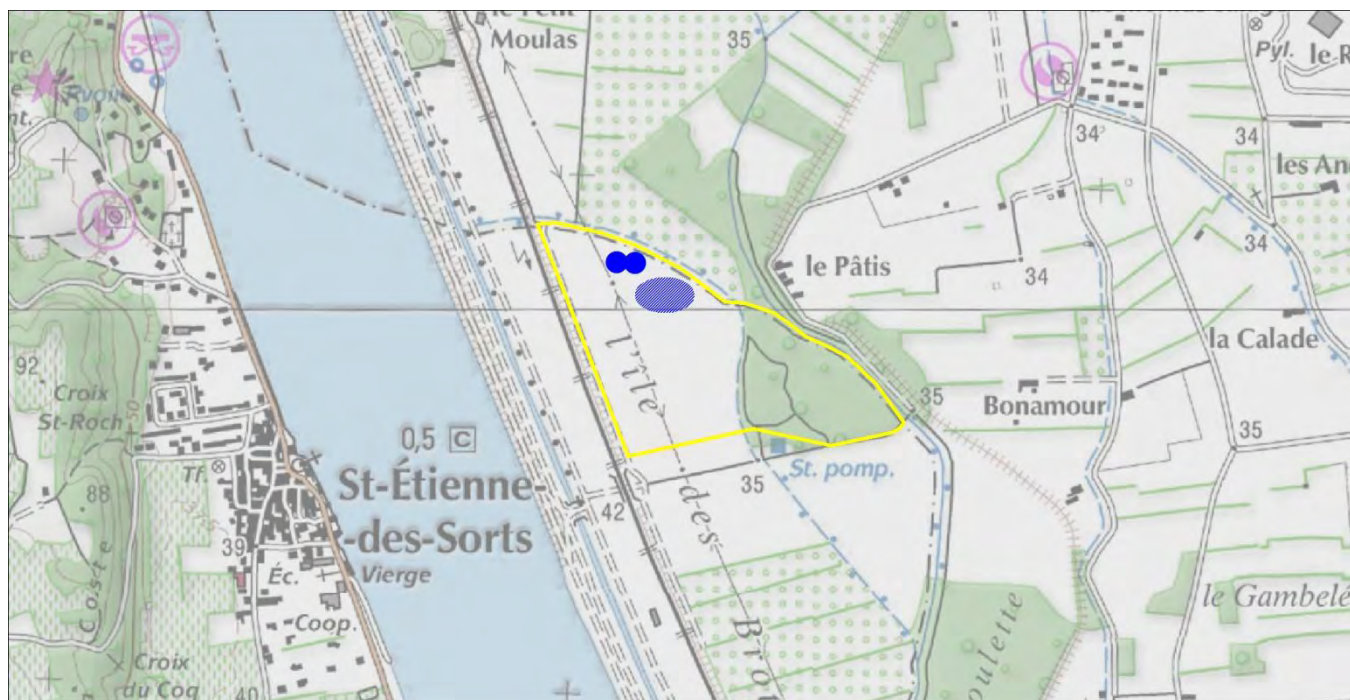 Moulas
35
Pyl.
34
34
les
le Pâtis
34
34
la Calade
92
Croix
St-Roch
l'île
35
Bonamour
0,5 C
35
Tf.
St-Étienne-
-des-Sorts
St. pomp.
88
des
35
42
39
Vierge
Éc.
Coste
Coop.
le Gambelé
Croix
du Coq
40